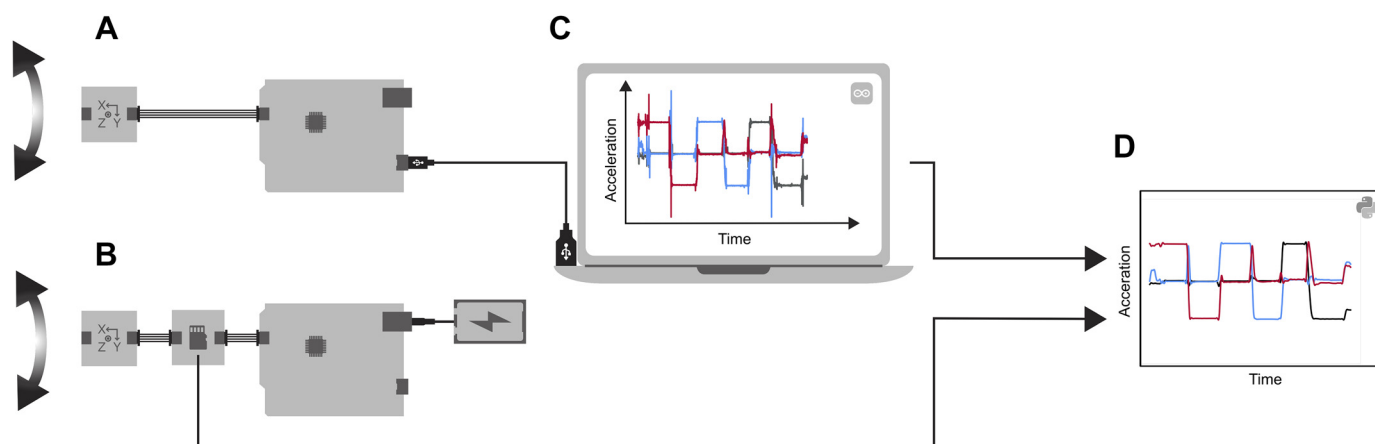 A
C
X
Z Y
Acceleration
Time
D
B
X
Z Y
Acceration
Time